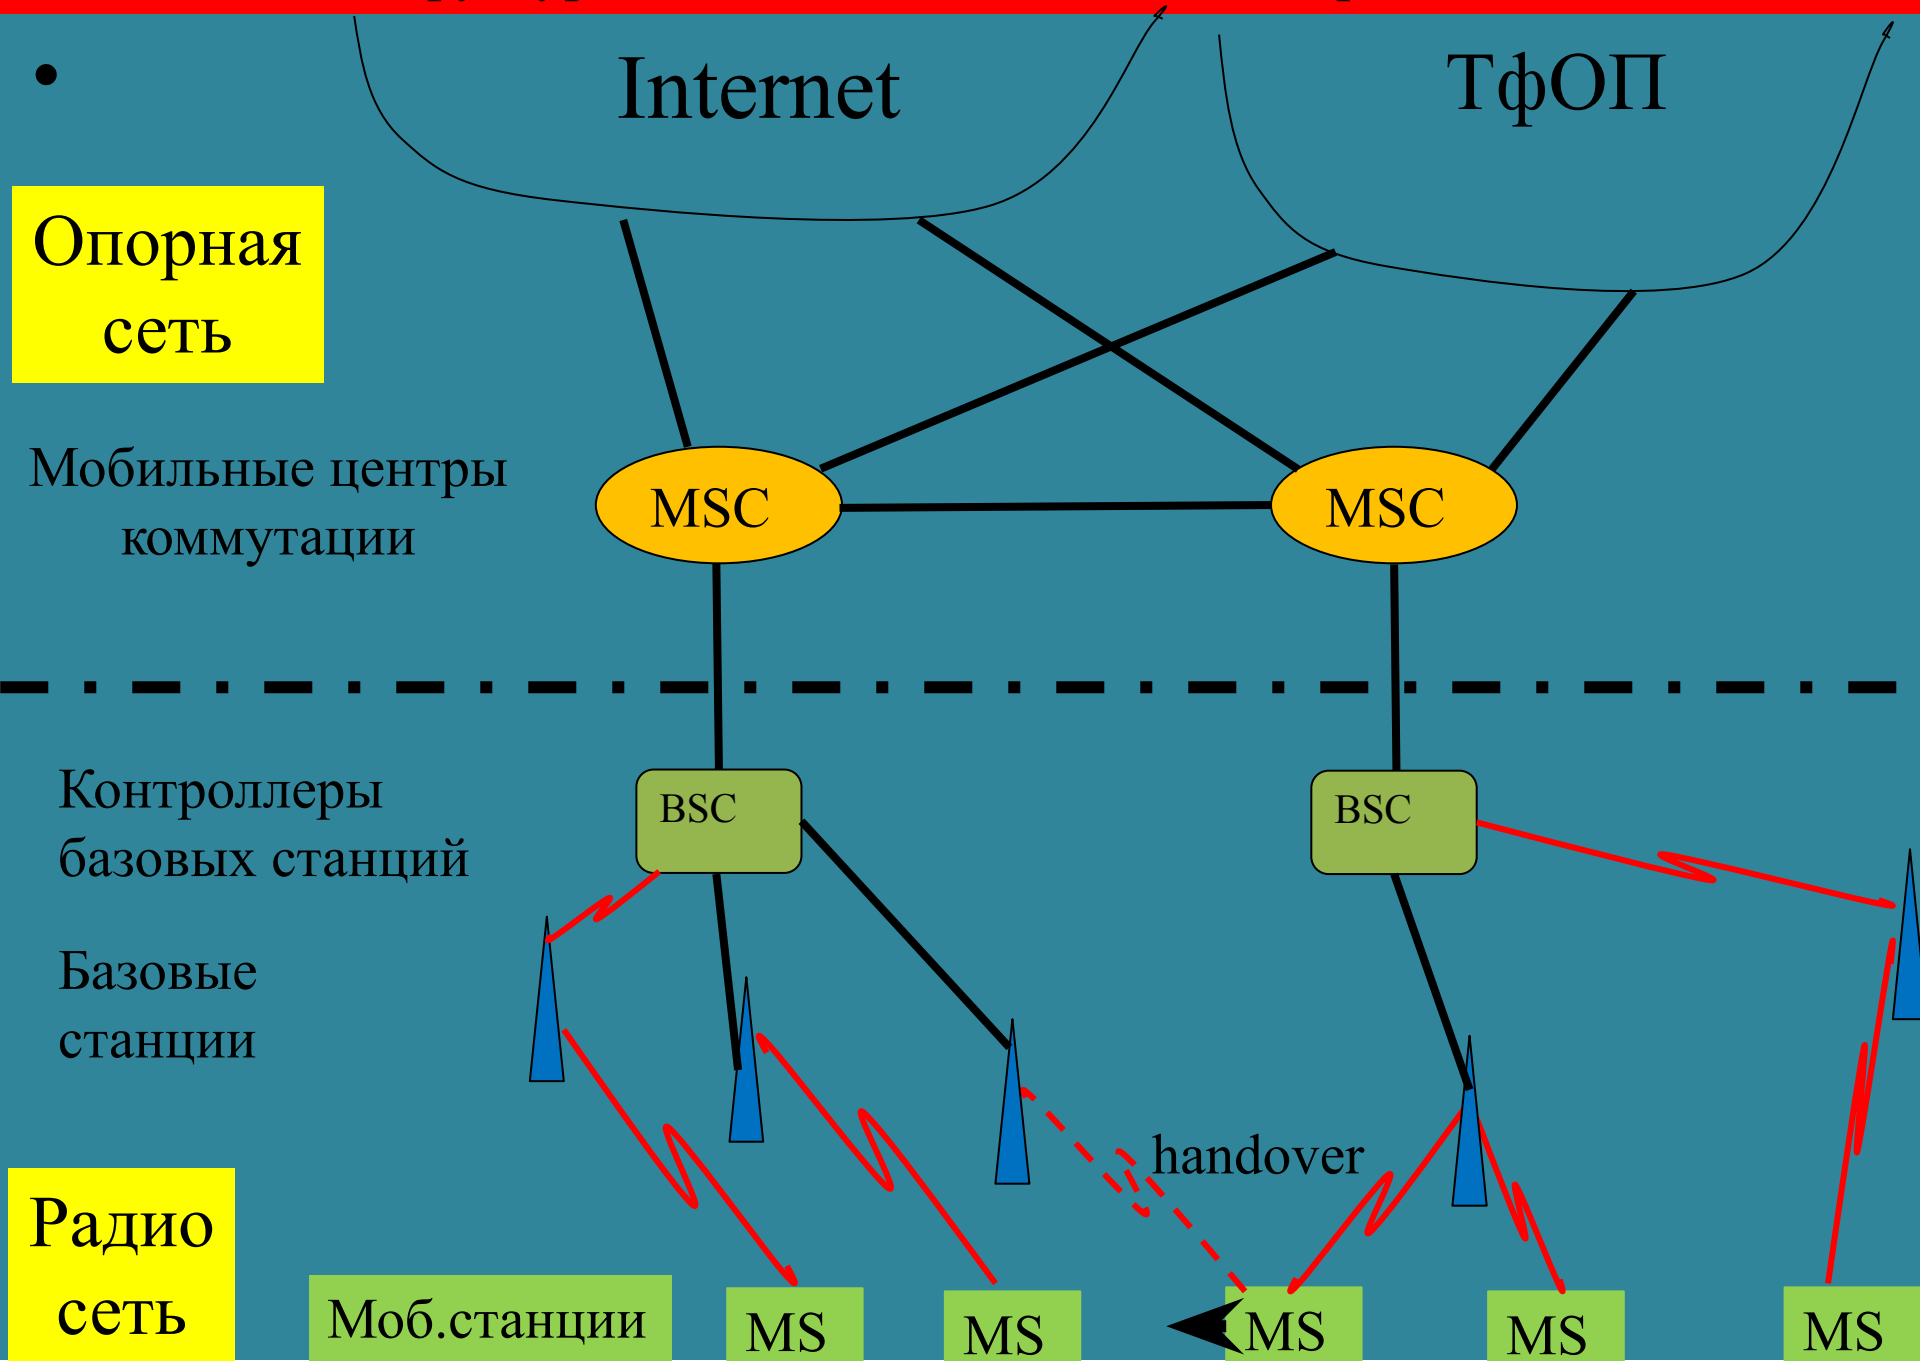 Internet
ТфОП
Опорная
сеть
Мобильные центры
коммутации
MSC
MSC
Контроллеры
базовых станций
BSC
BSC
Базовые
станции
handover
Радио
сеть
Моб.станции
MS
MS
MS
MS
MS